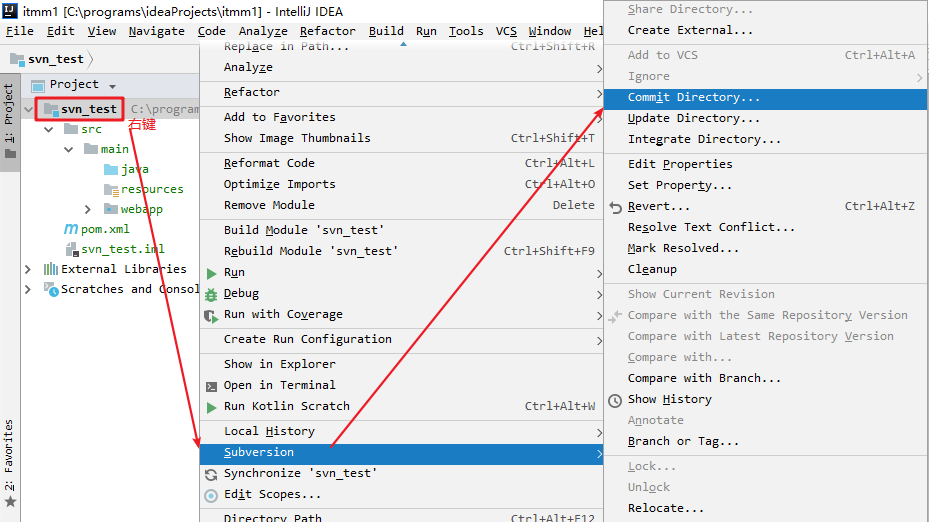 itmm1 [C:\programs\ideaProjects\itmm1] - IntelliJ IDEA
File Edit View Navigate Code Analyze Refactor Build Run Tools VCS Window Hel
svn_test
Project
1: Project
2: Favorites
svn_test C:\program
右键
src
main
java
resources
webapp
pom.xml
svn_test.iml
External Libraries
Scratches and Consol
Replace in Path... Ctrl+Shift+R
Analyze
Refactor
Add to Favorites
Show Image Thumbnails Ctrl+Shift+T
Reformat Code Ctrl+Alt+L
Optimize Imports Ctrl+Alt+O
Remove Module Delete
Build Module 'svn_test'
Rebuild Module 'svn_test' Ctrl+Shift+F9
Run
Debug
Run with Coverage
Create Run Configuration
Show in Explorer
Open in Terminal
Run Kotlin Scratch Ctrl+Alt+W
Local History
Subversion
Synchronize 'svn_test'
Edit Scopes...
Directory Path Ctrl+Alt+F12
Share Directory...
Create External...
Add to VCS Ctrl+Alt+A
Ignore
Commit Directory...
Update Directory...
Integrate Directory...
Edit Properties
Set Property...
Revert... Ctrl+Alt+Z
Resolve Text Conflict...
Mark Resolved...
Cleanup
Show Current Revision
Compare with the Same Repository Version
Compare with Latest Repository Version
Compare with...
Compare with Branch...
Show History
Annotate
Branch or Tag...
Lock...
Unlock
Relocate...